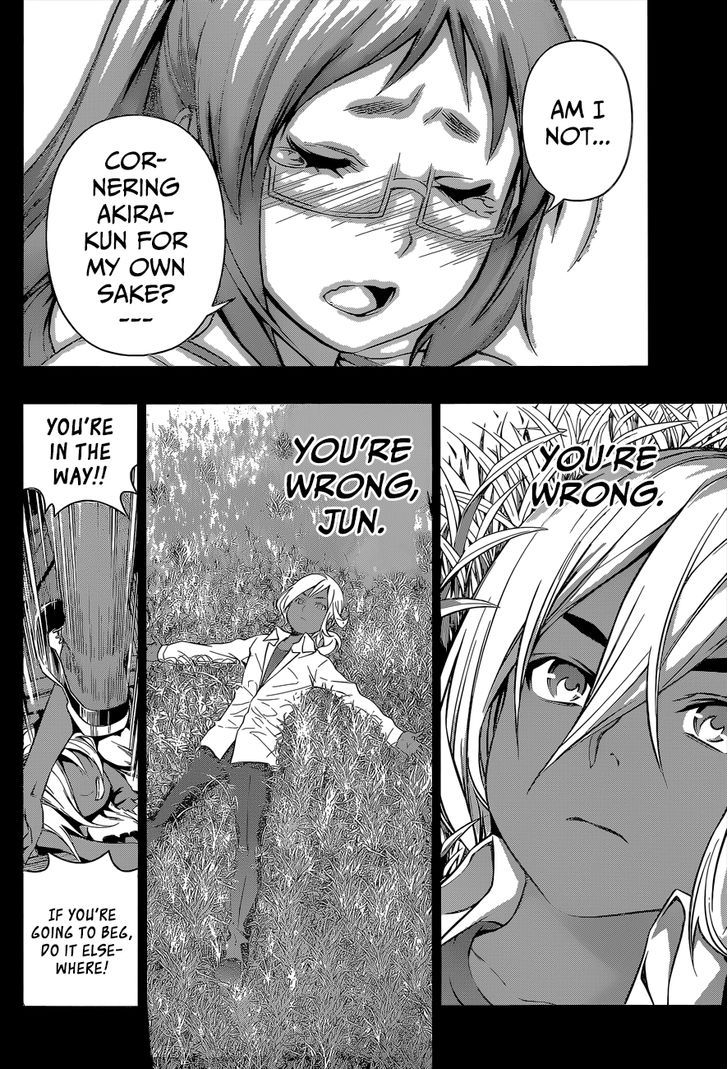 AM I
NOT...
COR-
NERING
AKIRA-
KUN FOR
MY OWN
SAKE?
---
YOU'RE
WRONG.
YOU'RE
WRONG,
JUN.
YOU'RE
IN THE
WAY!!
IF YOU'RE
GOING TO BEG,
DO IT ELSE-
WHERE!